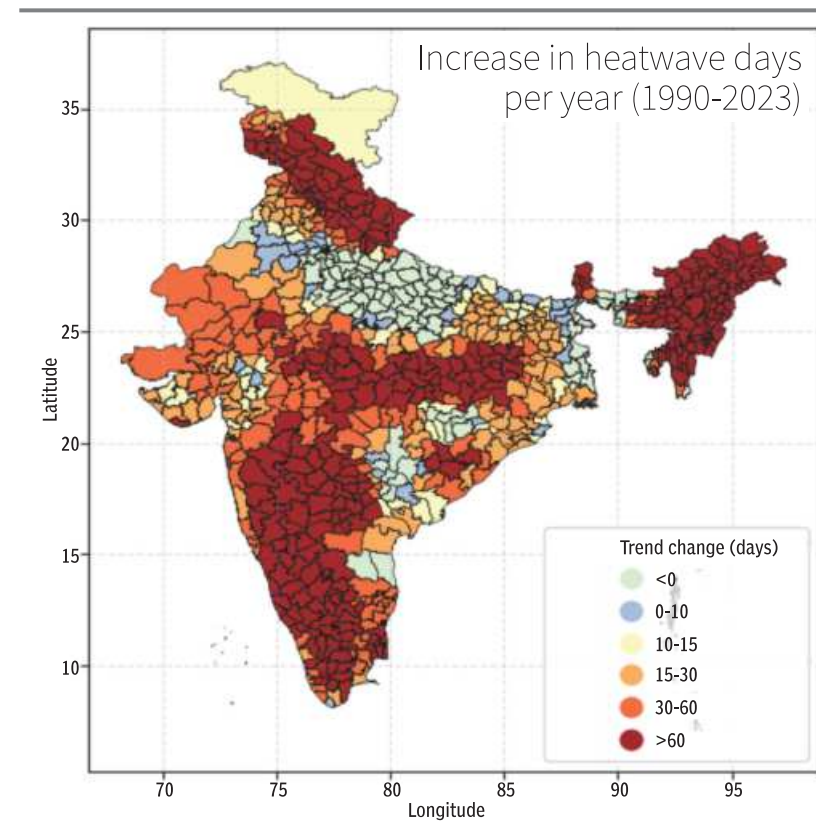 Increase in heatwave days
per year (1990-2023)
35
30
25
20
15
10
Latitude
Trend change (days)
<0
0-10
10-15
15-30
30-60
>60
70 75 80 85 90 95
Longitude